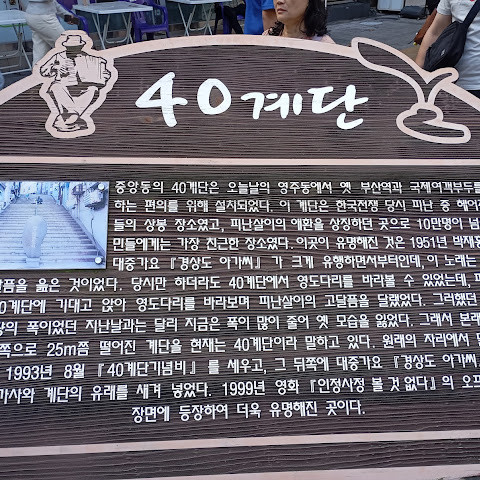 40계단
중앙동의 40계단은 오늘날의 영주동에서 옛 부산역과 국제여객부두를
하는 편의를 위해 설치되었다. 이 계단은 한국전쟁 당시 피난 중 헤어
들의 상봉 장소였고, 피난살이의 애환을 상징하던 곳으로 10만명이 넘
민들에게는 가장 친근한 장소였다. 이곳이 유명해진 것은 1951년 박재홍
대중가요 『경상도 아가씨』 가 크게 유행하면서부터인데, 이 노래는
달픔을 읊은 것이었다. 당시만 하더라도 40계단에서 영도다리를 바라볼 수 있었는데, 피
0계단에 기대고 앉아 영도다리를 바라보며 피난살이의 고달픔을 달랬었다. 그러했던
의 폭이었던 지난날과는 달리 지금은 폭이 많이 줄어 옛 모습을 잃었다. 그래서 본래
쪽으로 25m쯤 떨어진 계단을 현재는 40계단이라 말하고 있다. 원래의 자리에서
1993년 8월 『40계단기념비』를 세우고, 그 뒤쪽에 대중가요 『경상도 아가씨
가사와 계단의 유래를 새겨 넣었다. 1999년 영화 『인정사정 볼 것 없다』의 오프
장면에 등장하여 더욱 유명해진 곳이다.